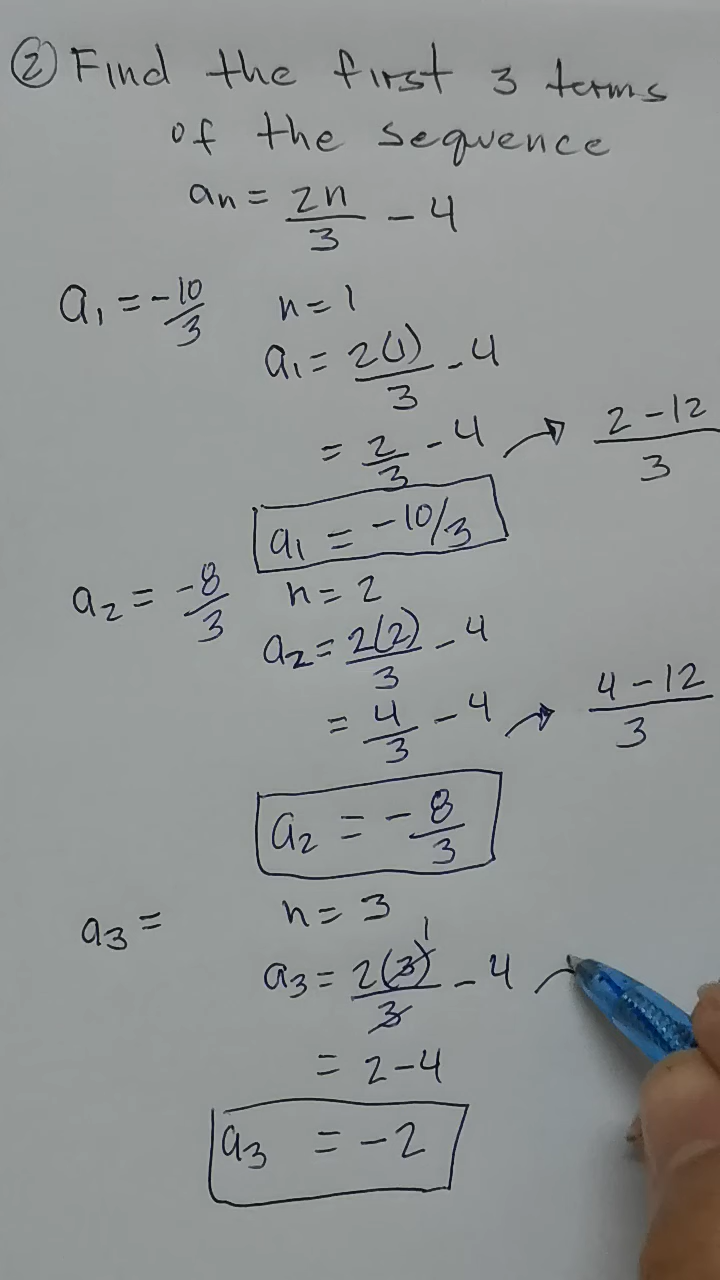 ② Find the first 3 terms
of the sequence
an = 2n/3 - 4
a1 = -10/3 n = 1
a1 = 2(1)/3 - 4
= 2/3 - 4 → 2-12/3
a1 = -10/3
a2 = -8/3 n = 2
a2 = 2(2)/3 - 4
= 4/3 - 4 → 4-12/3
a2 = -8/3
a3 = n = 3
a3 = 2(3)1/3 - 4
= 2-4
a3 = -2